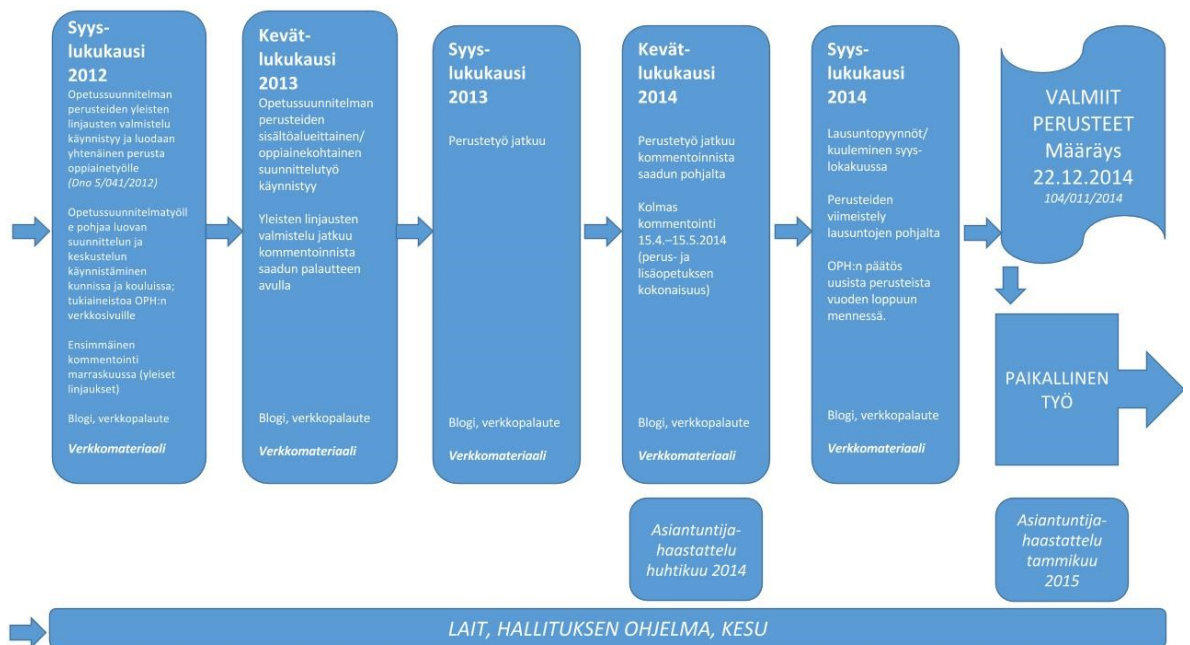 Syys-
lukukausi
2012
Opetussuunnitelman
perusteiden yleisten
linjausten valmistelu
käynnistyy ja luodaan
yhtenäinen perusta
oppiainetyölle
(Dno 5/041/2012)
Opetussuunnitelmatyöll
e pohjaa luovan
suunnittelun ja
keskustelun
käynnistäminen
kunnissa ja kouluissa;
tukiaineistoa OPH:n
verkkosivuille
Ensimmäinen
kommentointi
marraskuussa (yleiset
linjaukset)
Blogi, verkkopalaute
Verkkomateriaali
Kevät-
lukukausi
2013
Opetussuunnitelman
perusteiden
sisältöalueittainen/
oppiainekohtainen
suunnittelutyö
käynnistyy
Yleisten linjausten
valmistelu jatkuu
kommentoinnista
saadun palautteen
avulla
Blogi, verkkopalaute
Verkkomateriaali
Syys-
lukukausi
2013
Perustetyö jatkuu
Blogi, verkkopalaute
Verkkomateriaali
Kevät-
lukukausi
2014
Perustetyö jatkuu
kommentoinnista
saadun pohjalta
Kolmas
kommentointi
15.4.–15.5.2014
(perus- ja
lisäopetuksen
kokonaisuus)
Blogi, verkkopalaute
Verkkomateriaali
Syys-
lukukausi
2014
Lausuntopyynnöt/
kuuleminen syys-
lokakuussa
Perusteiden
viimeistely
lausuntojen pohjalta
OPH:n päätös
uusista perusteista
vuoden loppuun
mennessä.
Blogi, verkkopalaute
Verkkomateriaali
VALMIIT
PERUSTEET
Määräys
22.12.2014
104/011/2014
PAIKALLINEN
TYÖ
Asiantuntija-
haastattelu
huhtikuu 2014
Asiantuntija-
haastattelu
tammikuu
2015
LAIT, HALLITUKSEN OHJELMA, KESU